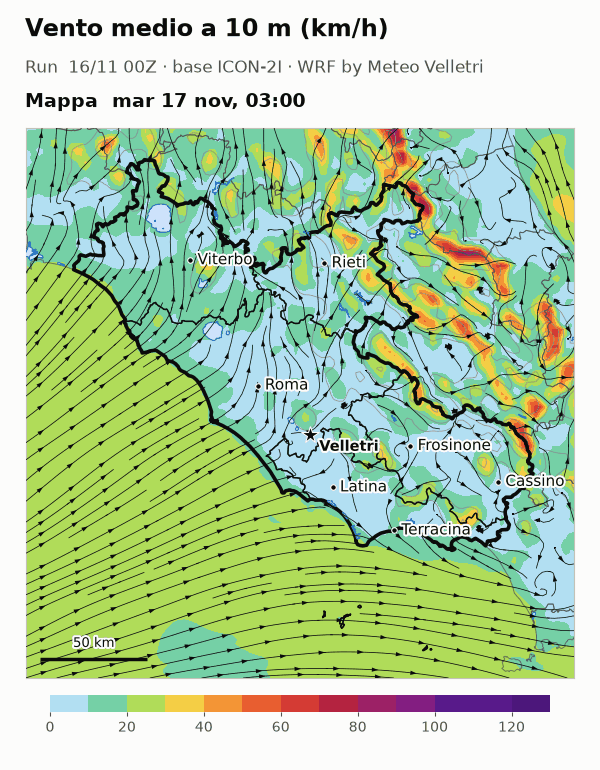 Vento medio a 10 m (km/h)
Run 16/11 00Z · base ICON-2I · WRF by Meteo Velletri
Mappa mar 17 nov, 03:00
Viterbo
Rieti
Roma
Velletri
Frosinone
Latina
Cassino
Terracina
50 km
0 20 40 60 80 100 120